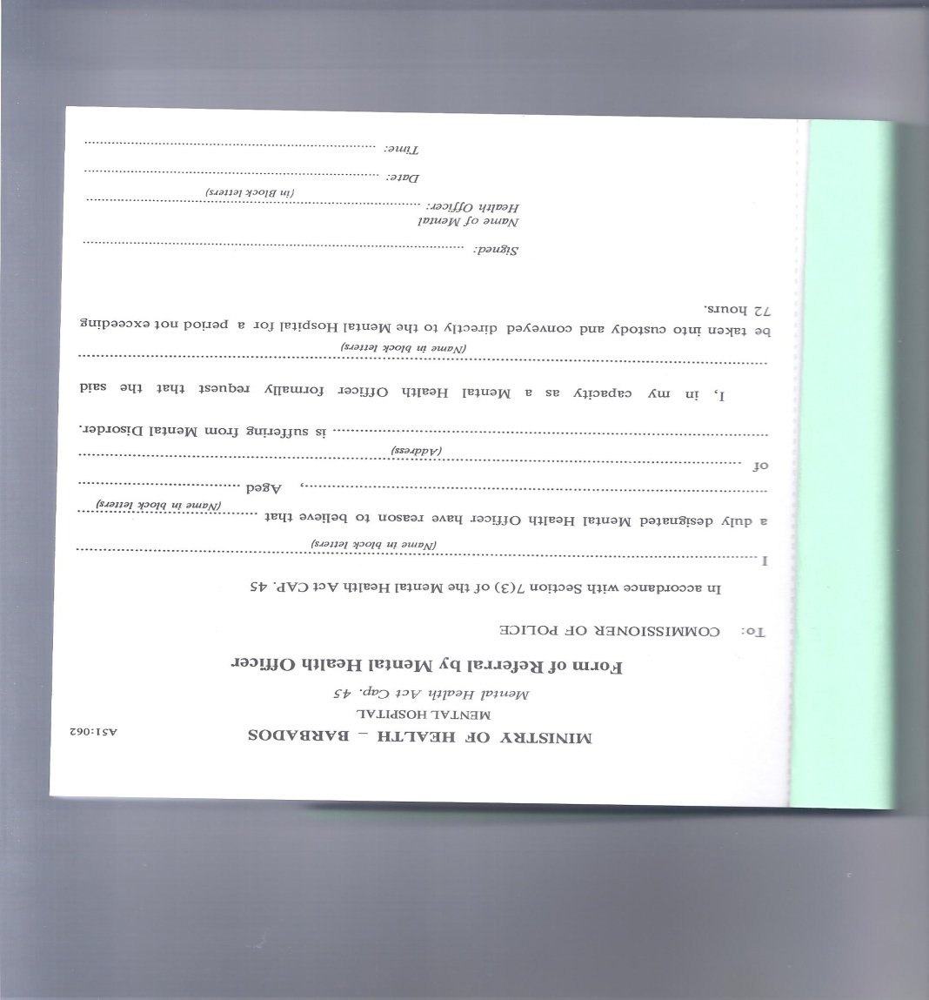 A51:062
MINISTRY OF HEALTH – BARBADOS
MENTAL HOSPITAL
Mental Health Act Cap. 45
Form of Referral by Mental Health Officer
To: COMMISSIONER OF POLICE
In accordance with Section 7(3) of the Mental Health Act CAP. 45
I ........................................................................
(Name in block letters)
a duly designated Mental Health Officer have reason to believe that ....................
(Name in block letters)
........................................................................, Aged ....................
of ........................................................................
(Address)
........................................................................ is suffering from Mental Disorder.
I, in my capacity as a Mental Health Officer formally request that the said
........................................................................
(Name in block letters)
be taken into custody and conveyed directly to the Mental Hospital for a period not exceeding
72 hours.
Signed: ........................................................................
Name of Mental
Health Officer: ........................................................................
(in Block letters)
Date: ........................................................................
Time: ........................................................................